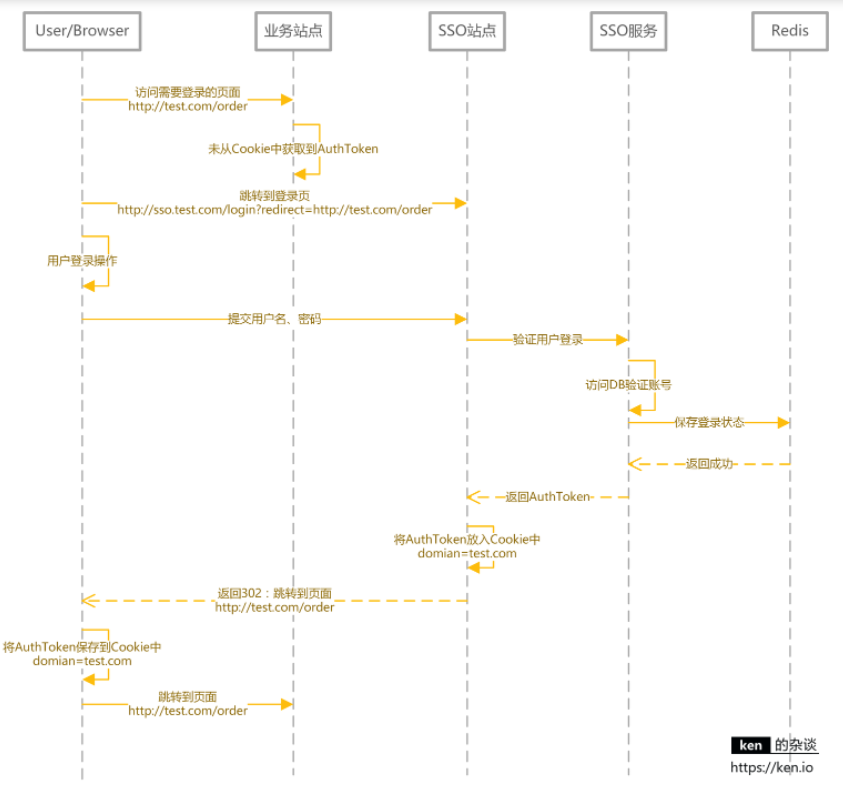 User/Browser
业务站点
SSO站点
SSO服务
Redis
访问需要登录的页面
http://test.com/order
未从Cookie中获取到AuthToken
跳转到登录页
http://sso.test.com/login?redirect=http://test.com/order
用户登录操作
提交用户名、密码
验证用户登录
访问DB验证账号
保存登录状态
返回成功
返回AuthToken
将AuthToken放入Cookie中
domian=test.com
返回302：跳转到页面
http://test.com/order
将AuthToken保存到Cookie中
domian=test.com
跳转到页面
http://test.com/order
ken 的杂谈
https://ken.io